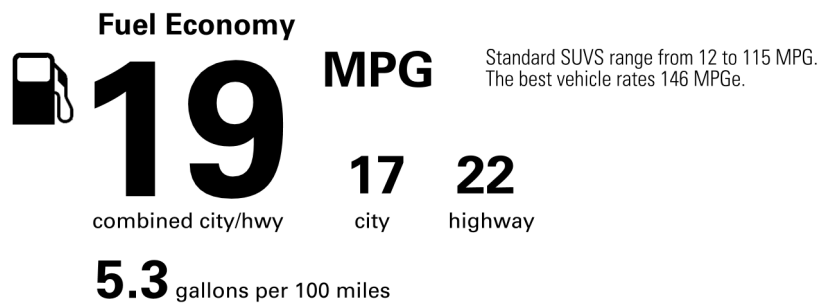 Fuel Economy
19 MPG
Standard SUVS range from 12 to 115 MPG.
The best vehicle rates 146 MPGe.
combined city/hwy
17 city
22 highway
5.3 gallons per 100 miles